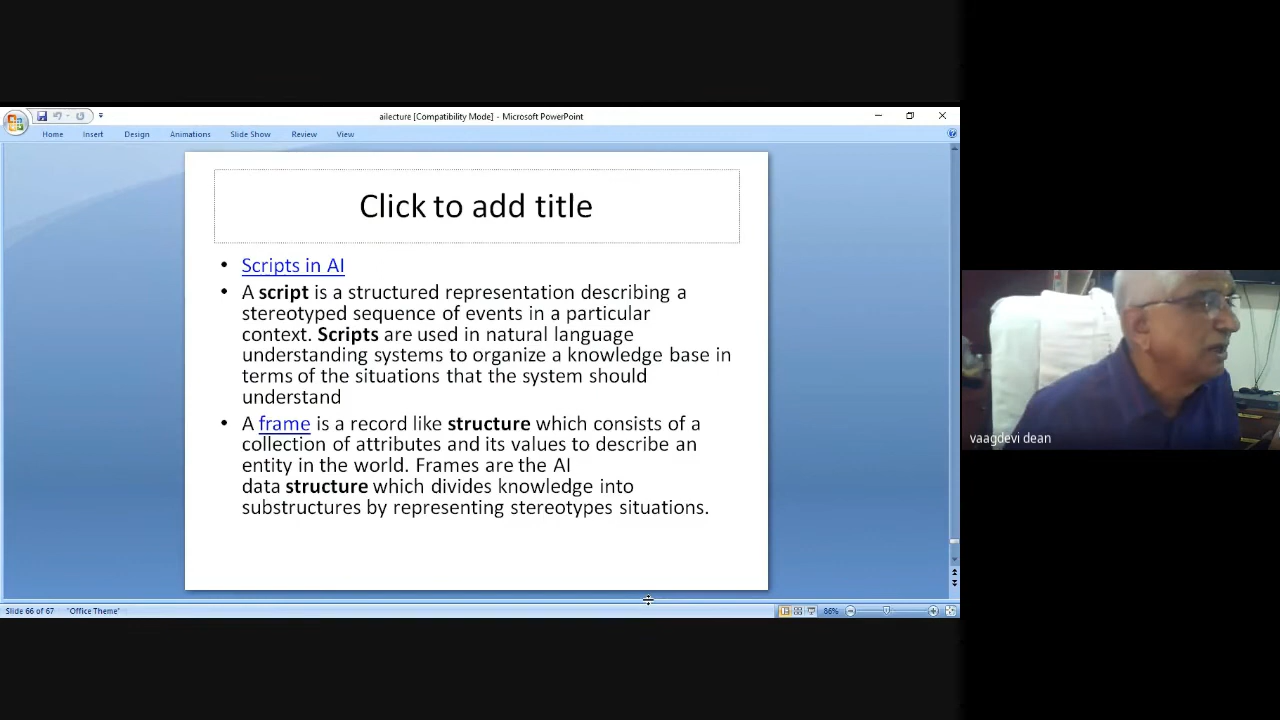 ailecture [Compatibility Mode] - Microsoft PowerPoint
Home Insert Design Animations Slide Show Review View
Click to add title
• Scripts in AI
• A script is a structured representation describing a
stereotyped sequence of events in a particular
context. Scripts are used in natural language
understanding systems to organize a knowledge base in
terms of the situations that the system should
understand
• A frame is a record like structure which consists of a
collection of attributes and its values to describe an
entity in the world. Frames are the AI
data structure which divides knowledge into
substructures by representing stereotypes situations.
vaagdevi dean
Slide 66 of 67 "Office Theme" 86%